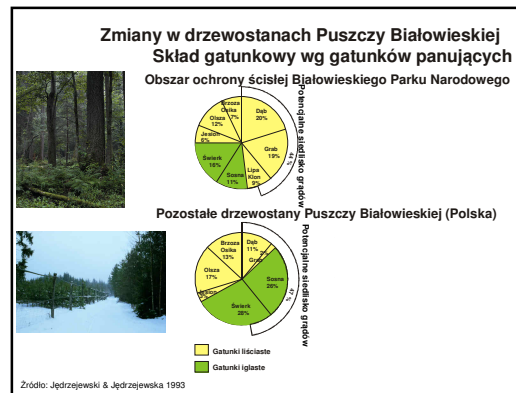 Zmiany w drzewostanach Puszczy Białowieskiej
Skład gatunkowy wg gatunków panujących
Obszar ochrony ścisłej Białowieskiego Parku Narodowego
Brzoza
Osika 7%
Dąb
20%
Olsza
12%
Jesion
6%
Grab
19%
Świerk
16%
Sosna
11%
Lipa
Klon
9%
Potencjalne siedlisko grądów
44 %
Pozostałe drzewostany Puszczy Białowieskiej (Polska)
Brzoza
Osika
13%
Dąb
11%
Grab
Olsza
17%
Sosna
26%
Jesion
Świerk
28%
Potencjalne siedlisko grądów
47 %
Gatunki liściaste
Gatunki iglaste
Źródło: Jędrzejewski & Jędrzejewska 1993